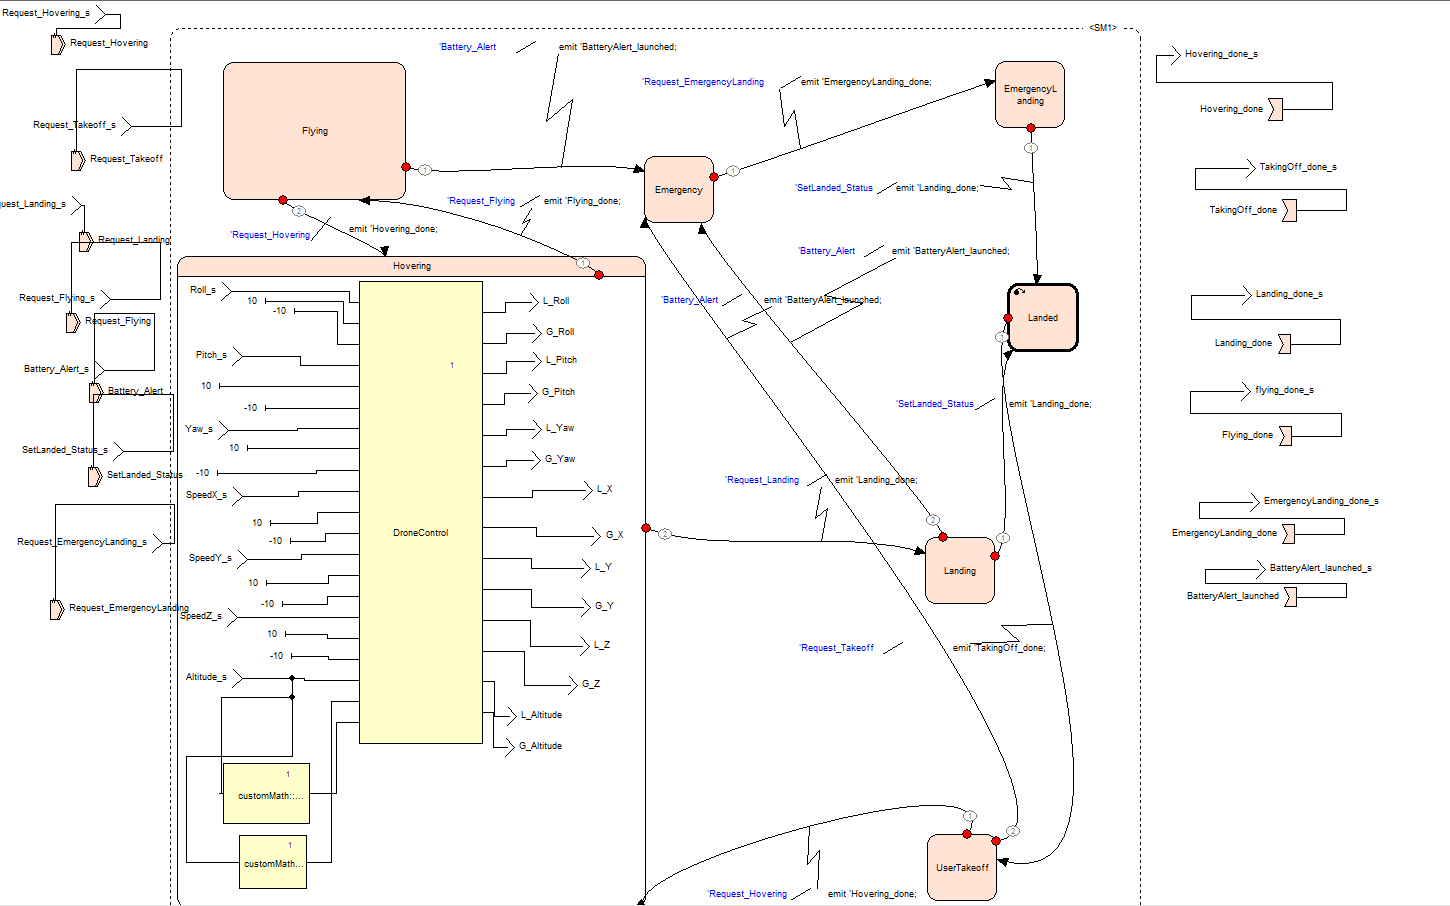 Request_Hovering_s
Request_Hovering
Request_Takeoff_s
Request_Takeoff
quest_Landing_s
Request_Landing
Request_Flying_s
Request_Flying
Battery_Alert_s
Battery_Alert
SetLanded_Status_s
SetLanded_Status
Request_EmergencyLanding_s
Request_EmergencyLanding
<SM1>
'Battery_Alert
emit 'BatteryAlert_launched;
'Request_EmergencyLanding
emit 'EmergencyLanding_done;
EmergencyL
anding
Flying
1
1
1
Emergency
'SetLanded_Status
emit 'Landing_done;
2
'Request_Flying
emit 'Flying_done;
'Request_Hovering
emit 'Hovering_done;
'Battery_Alert
emit 'BatteryAlert_launched;
1
Hovering
'Battery_Alert
emit 'BatteryAlert_launched;
Landed
1
Roll_s
10
-10
Pitch_s
10
-10
Yaw_s
10
-10
SpeedX_s
10
-10
SpeedY_s
10
-10
SpeedZ_s
10
-10
Altitude_s
1
DroneControl
L_Roll
G_Roll
L_Pitch
G_Pitch
L_Yaw
G_Yaw
L_X
G_X
L_Y
G_Y
L_Z
G_Z
L_Altitude
G_Altitude
1
customMath::...
1
customMath...
'SetLanded_Status
emit 'Landing_done;
'Request_Landing
emit 'Landing_done;
2
2
1
Landing
'Request_Takeoff
emit 'TakingOff_done;
1
2
UserTakeoff
'Request_Hovering
emit 'Hovering_done;
Hovering_done_s
Hovering_done
TakingOff_done_s
TakingOff_done
Landing_done_s
Landing_done
flying_done_s
Flying_done
EmergencyLanding_done_s
EmergencyLanding_done
BatteryAlert_launched_s
BatteryAlert_launched